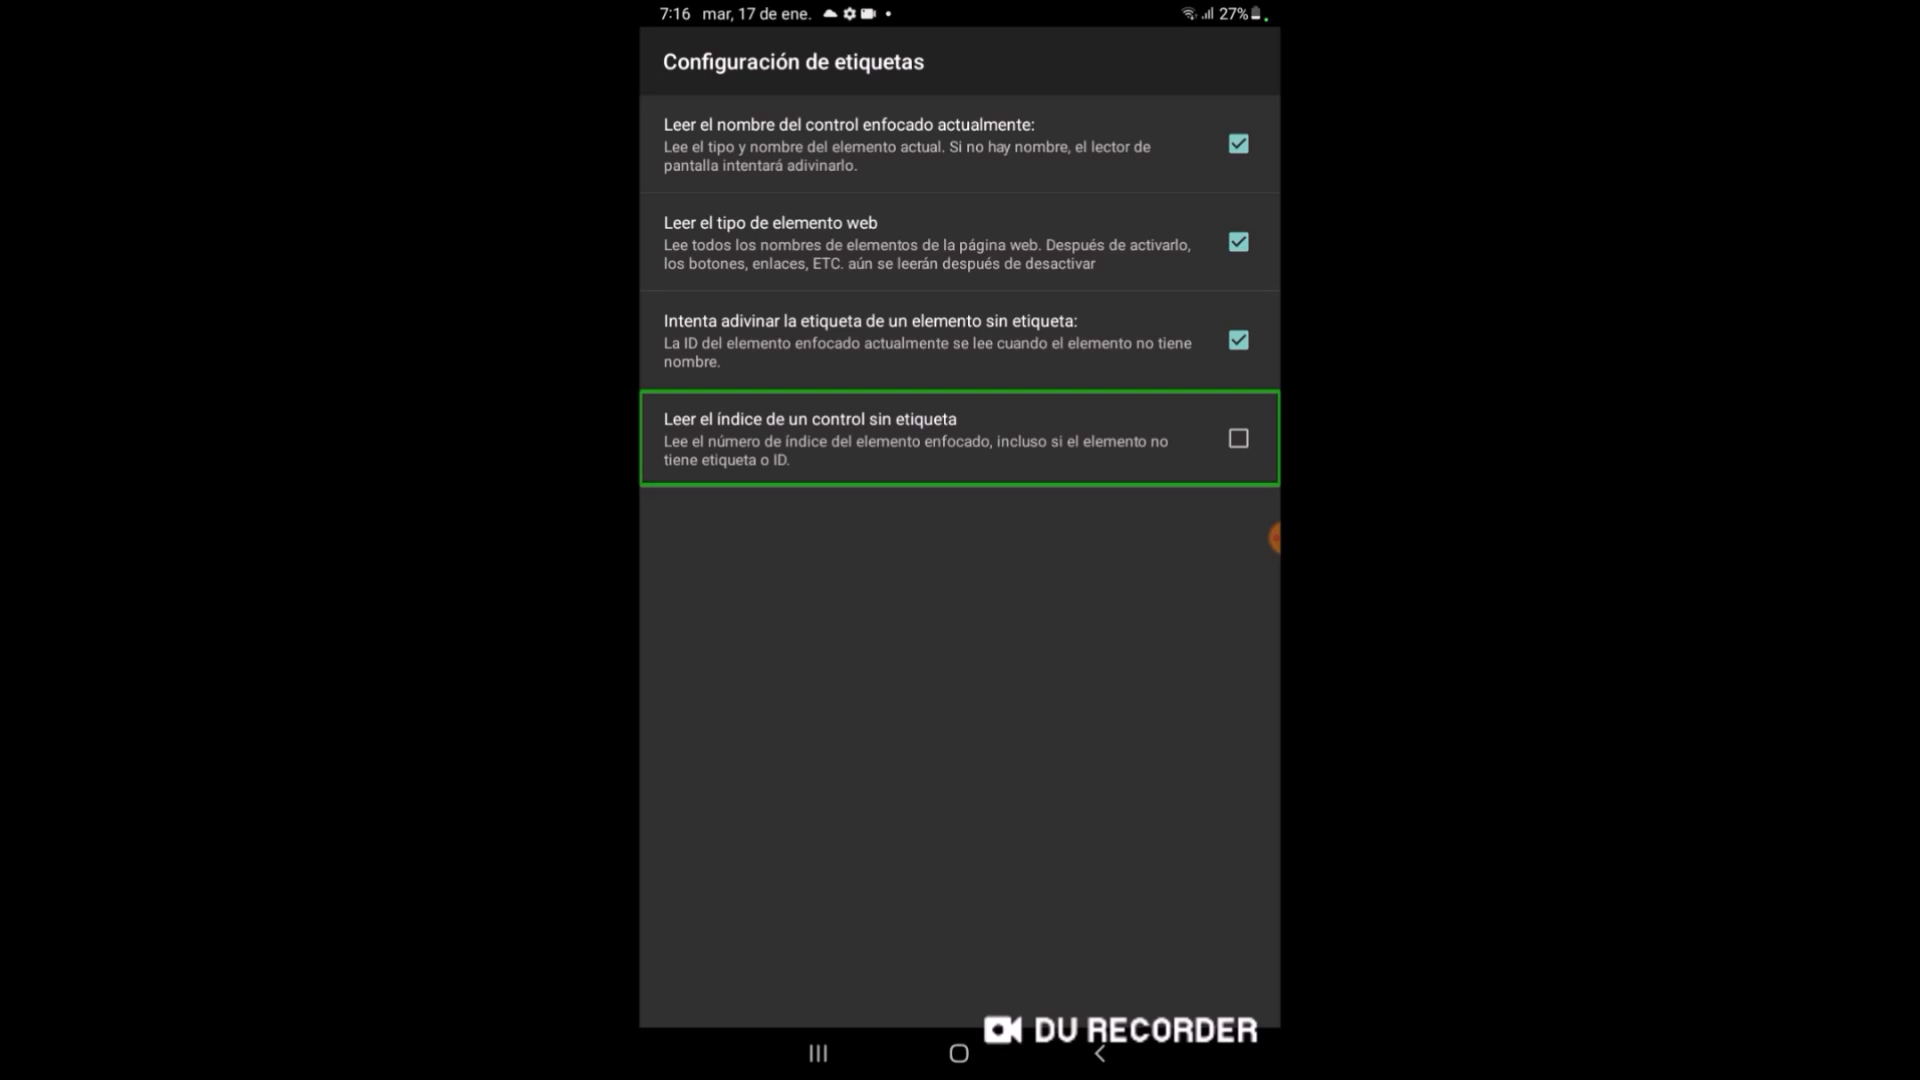 7:16 mar, 17 de ene. 27%
Configuración de etiquetas
Leer el nombre del control enfocado actualmente:
Lee el tipo y nombre del elemento actual. Si no hay nombre, el lector de
pantalla intentará adivinarlo.
Leer el tipo de elemento web
Lee todos los nombres de elementos de la página web. Después de activarlo,
los botones, enlaces, ETC. aún se leerán después de desactivar
Intenta adivinar la etiqueta de un elemento sin etiqueta:
La ID del elemento enfocado actualmente se lee cuando el elemento no tiene
nombre.
Leer el índice de un control sin etiqueta
Lee el número de índice del elemento enfocado, incluso si el elemento no
tiene etiqueta o ID.
DU RECORDER